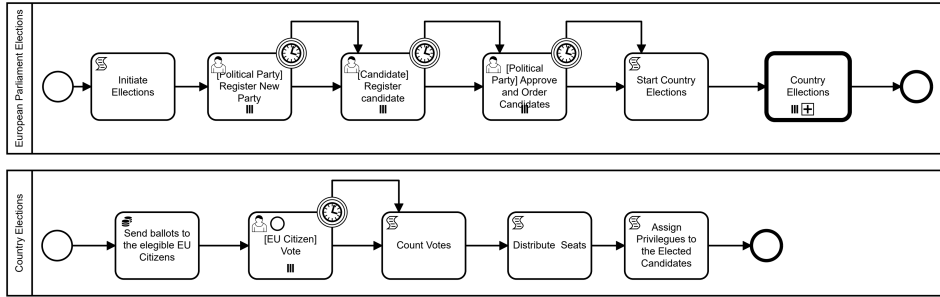 European Parliament Elections
Initiate
Ellections
[Political Party]
Register New
Party
[Candidate]
Register
candidate
[Political
Party] Approve
and Order
Candidates
Start Country
Elections
Country
Ellections
Country Elections
Send ballots to
the elegible EU
Citizens
[EU Citizen]
Vote
Count Votes
Distribute Seats
Assign
Privilegues to
the Elected
Candidates